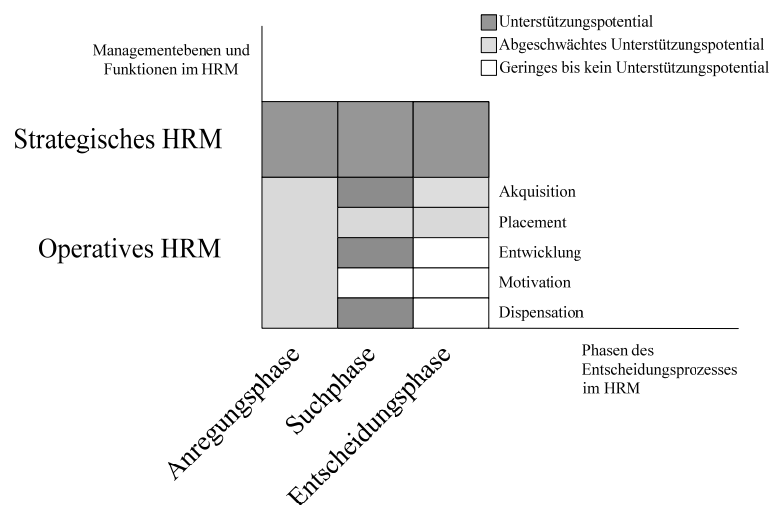 Managementebenen und
Funktionen im HRM
Unterstützungspotential
Abgeschwächtes Unterstützungspotential
Geringes bis kein Unterstützungspotential
Strategisches HRM
Operatives HRM
Akquisition
Placement
Entwicklung
Motivation
Dispensation
Anregungsphase
Suchphase
Entscheidungsphase
Phasen des
Entscheidungsprozesses
im HRM